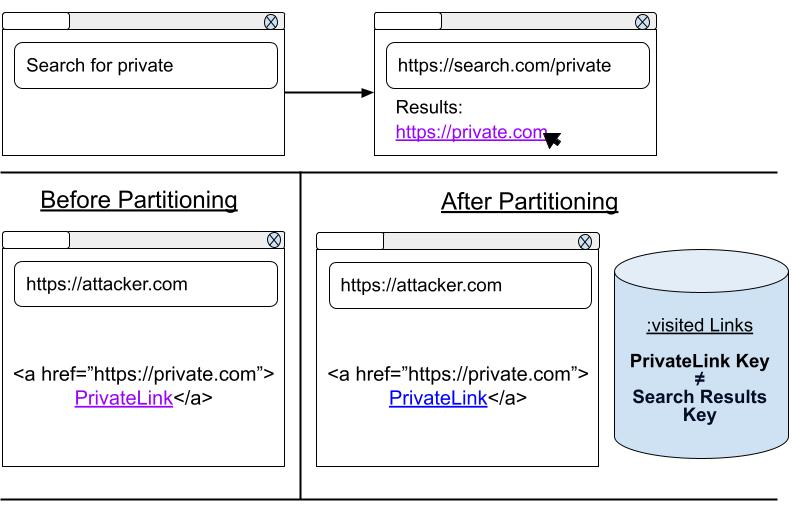 Search for private
https://search.com/private
Results:
https://private.com
Before Partitioning
https://attacker.com
<a href=”https://private.com”>
PrivateLink</a>
After Partitioning
https://attacker.com
<a href=”https://private.com”>
PrivateLink</a>
:visited Links
PrivateLink Key
≠
Search Results
Key